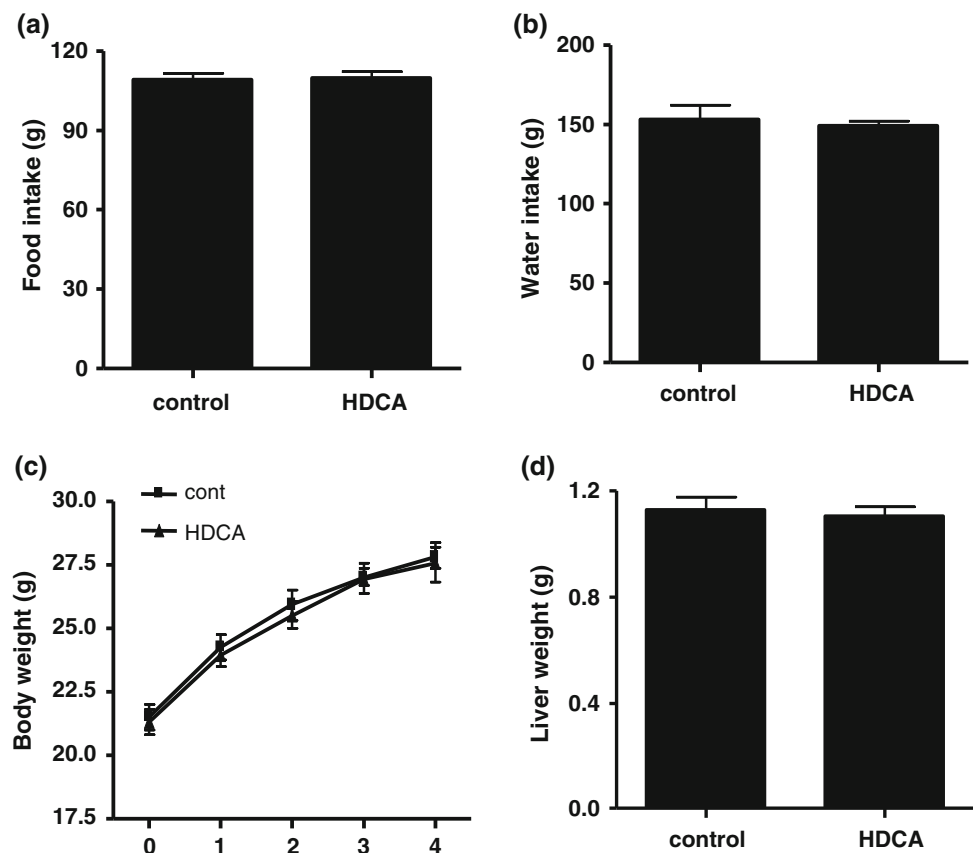 (a)
120
90
60
30
0
Food intake (g)
control HDCA
(b)
200
150
100
50
0
Water intake (g)
control HDCA
(c)
cont
HDCA
30.0
27.5
25.0
22.5
20.0
17.5
Body weight (g)
0 1 2 3 4
(d)
1.2
0.8
0.4
0.0
Liver weight (g)
control HDCA